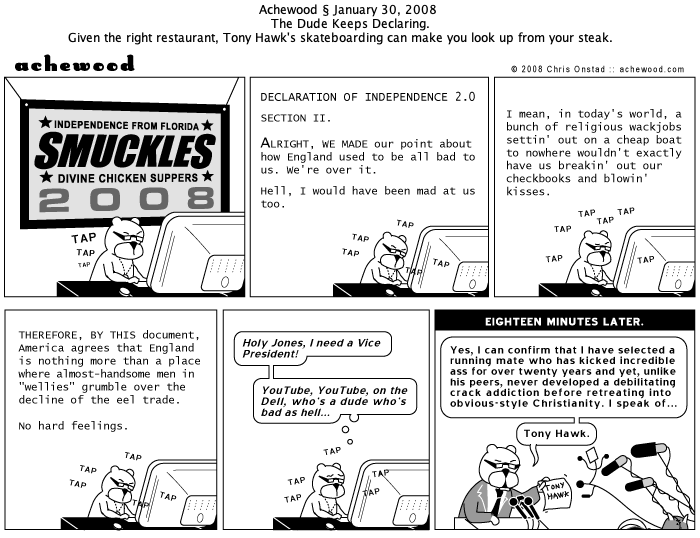 Achewood § January 30, 2008
The Dude Keeps Declaring.
Given the right restaurant, Tony Hawk's skateboarding can make you look up from your steak.
achewood
© 2008 Chris Onstad :: achewood.com
★ INDEPENDENCE FROM FLORIDA ★
SMUCKLES
★ DIVINE CHICKEN SUPPERS ★
2008
TAP
TAP
TAP
DECLARATION OF INDEPENDENCE 2.0
SECTION II.
ALRIGHT, WE MADE our point about
how England used to be all bad to
us. We're over it.
Hell, I would have been mad at us
too.
TAP
TAP
TAP
TAP
TAP
I mean, in today's world, a
bunch of religious wackjobs
settin' out on a cheap boat
to nowhere wouldn't exactly
have us breakin' out our
checkbooks and blowin'
kisses.
TAP
TAP
TAP
TAP
TAP
TAP
THEREFORE, BY THIS document,
America agrees that England
is nothing more than a place
where almost-handsome men in
"wellies" grumble over the
decline of the eel trade.
No hard feelings.
TAP
TAP
TAP
TAP
TAP
Holy Jones, I need a Vice
President!
YouTube, YouTube, on the
Dell, who's a dude who's
bad as hell...
TAP
TAP
TAP
TAP
TAP
EIGHTEEN MINUTES LATER.
Yes, I can confirm that I have selected a
running mate who has kicked incredible
ass for over twenty years and yet, unlike
his peers, never developed a debilitating
crack addiction before retreating into
obvious-style Christianity. I speak of...
Tony Hawk.
TONY
HAWK